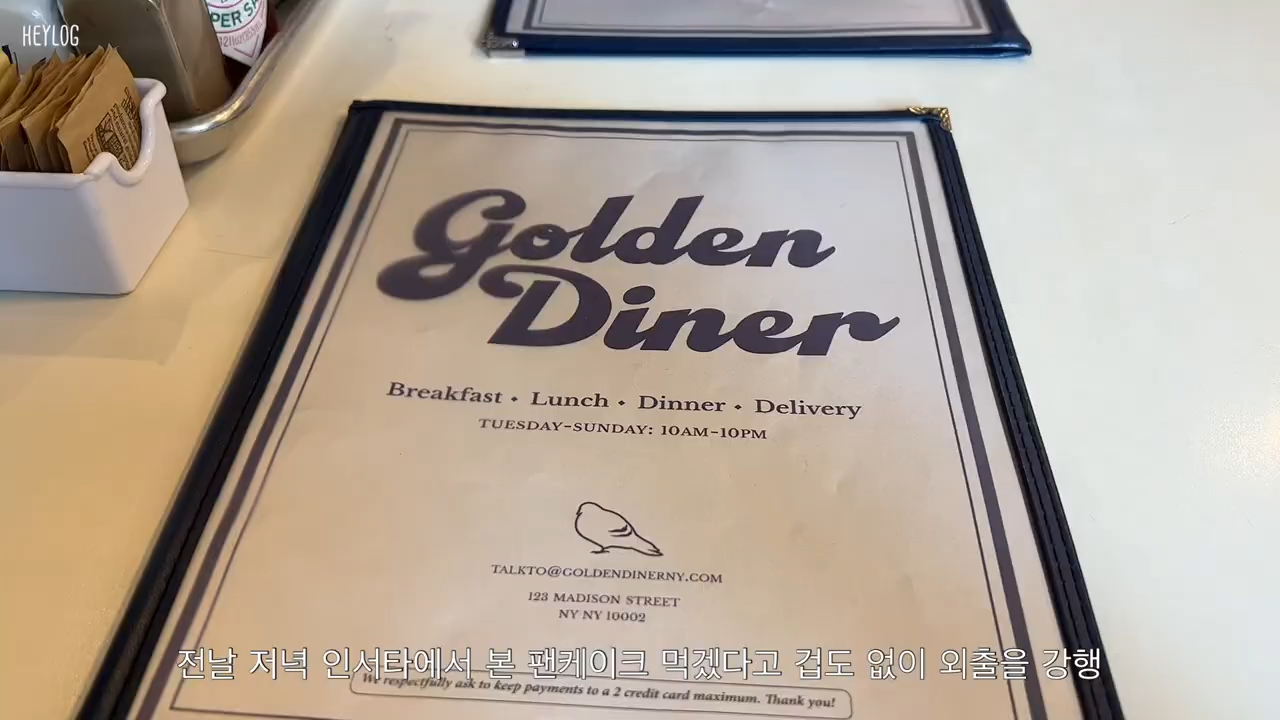 HEYLOG
PER SA
Golden
Diner
Breakfast • Lunch • Dinner • Delivery
TUESDAY-SUNDAY: 10AM-10PM
TALKTO@GOLDENDINERNY.COM
123 MADISON STREET
NY NY 10002
전날 저녁 인서타에서 본 팬케이크 먹겠다고 겁도 없이 외출을 강행
We respectfully ask to keep payments to a 2 credit card maximum. Thank you!